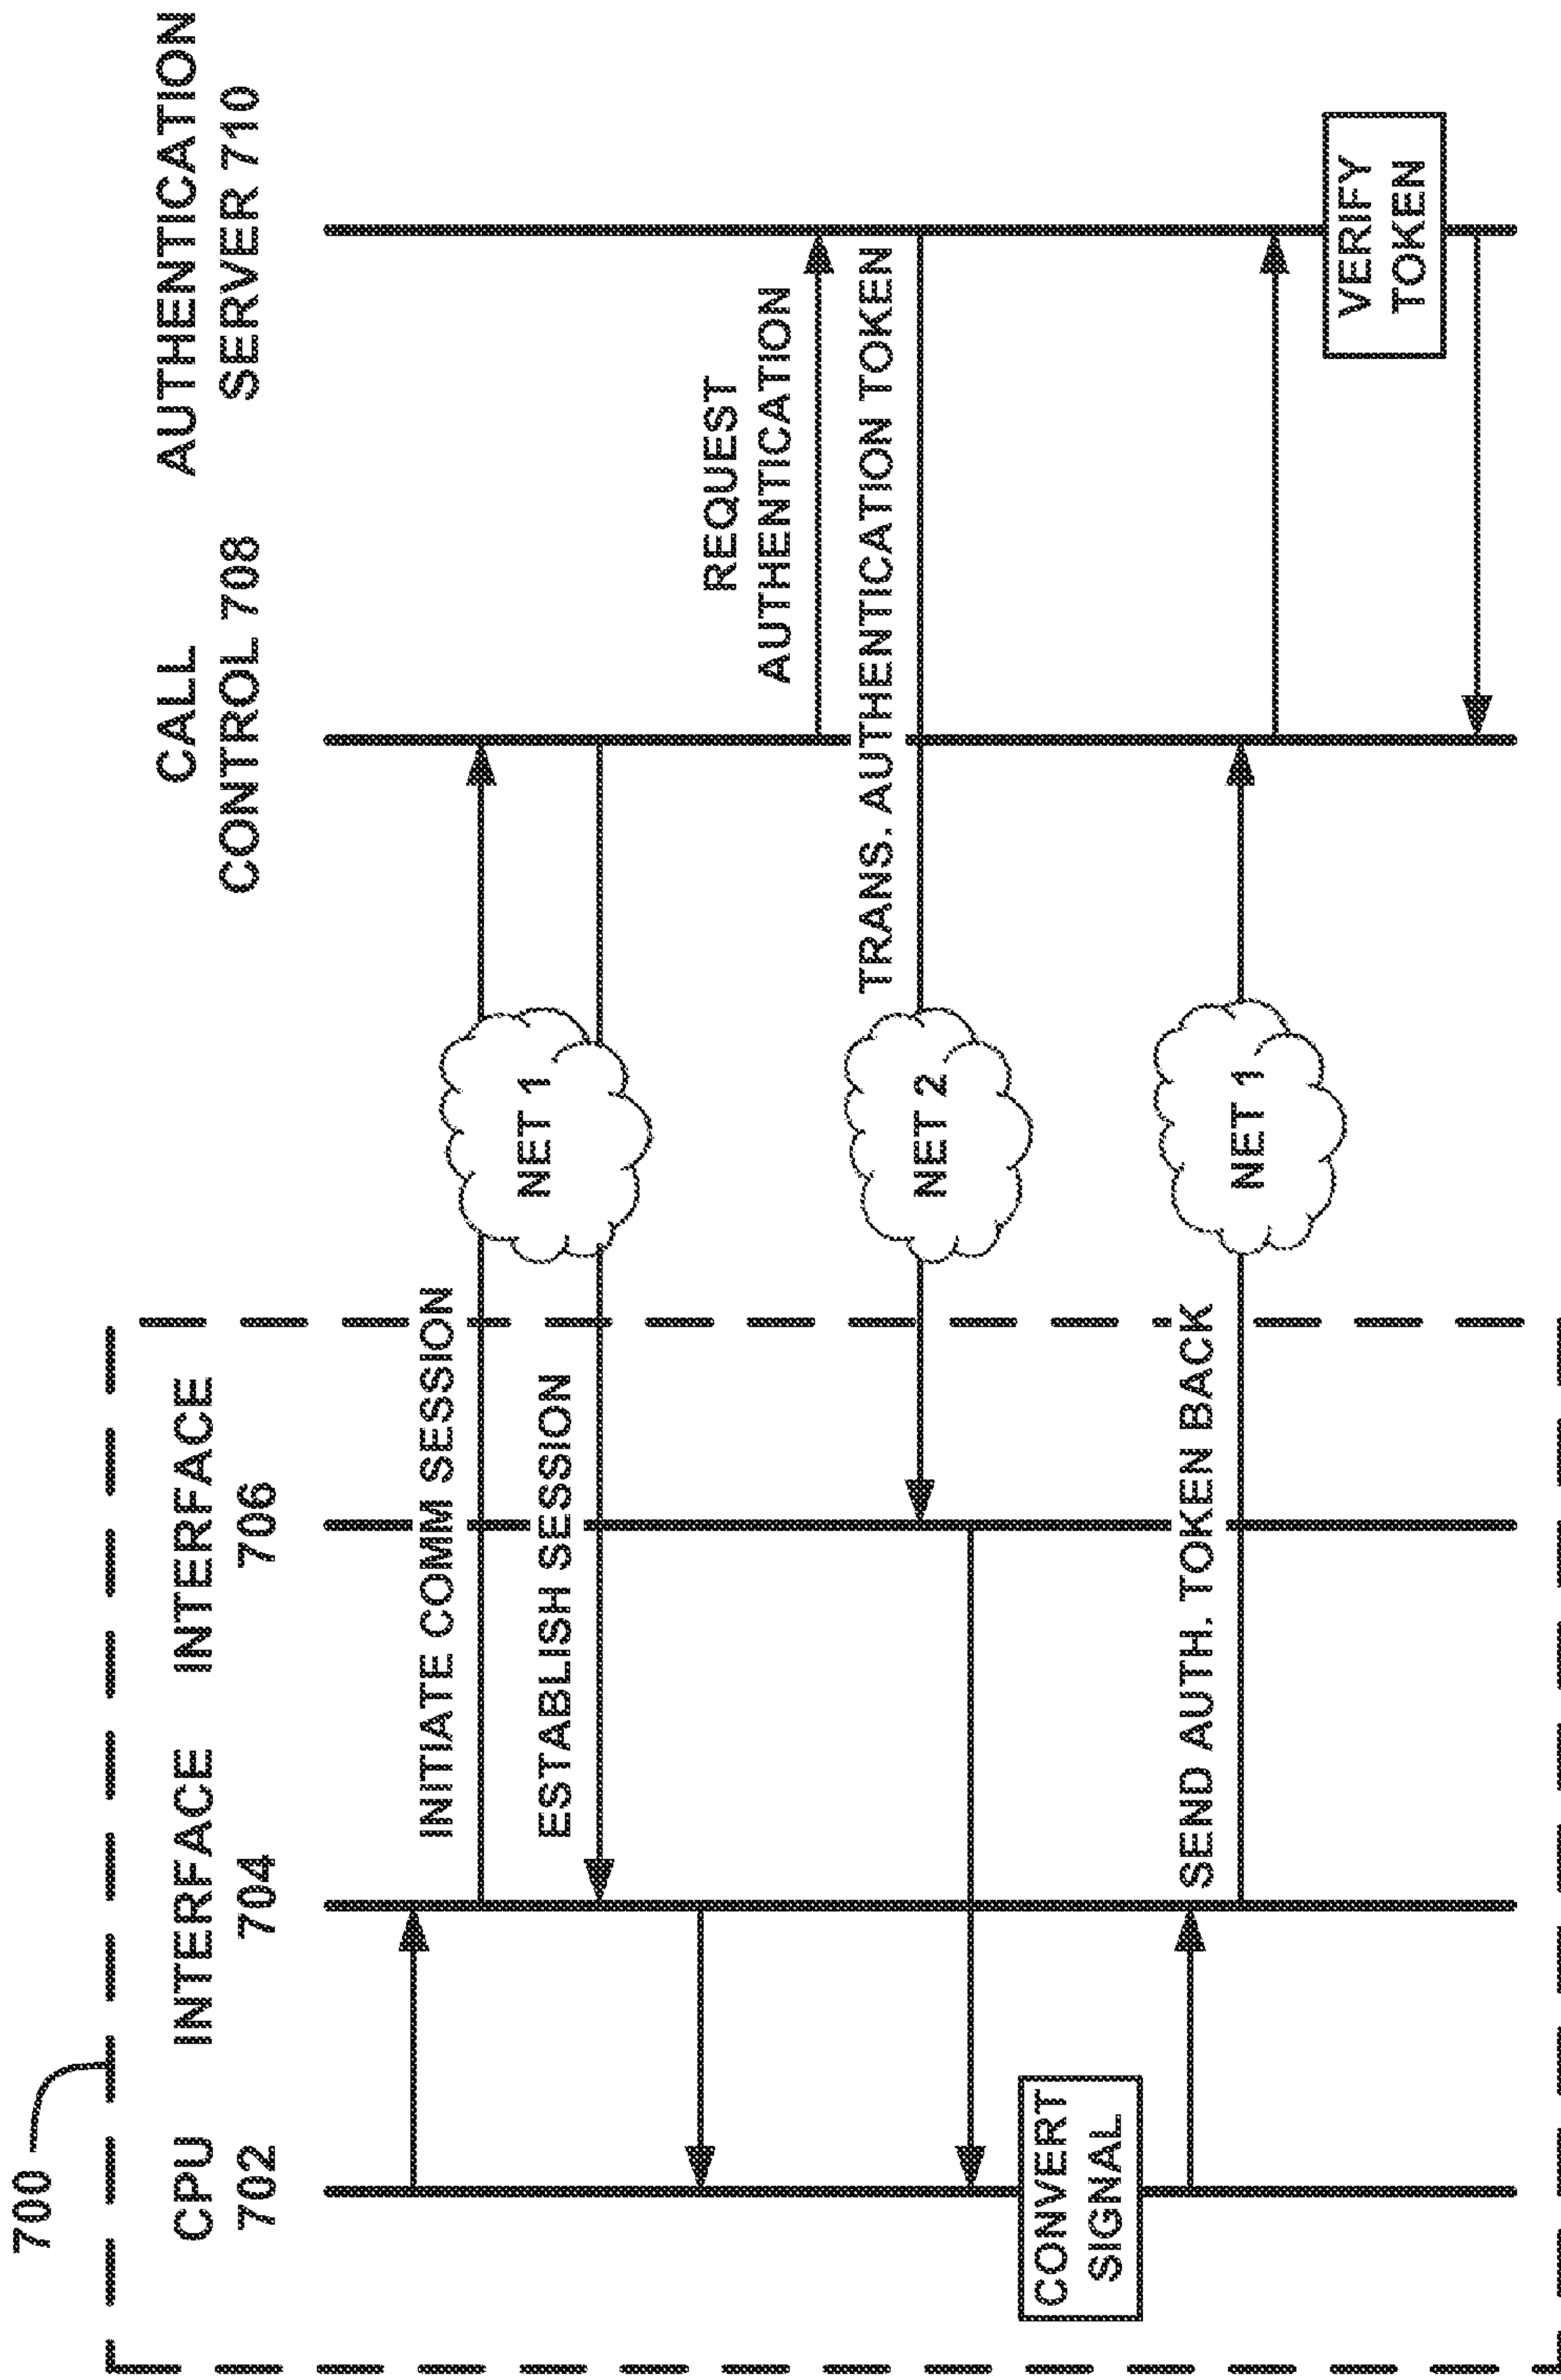 700
CPU
702
INTERFACE
704
INTERFACE
706
CALL
CONTROL 708
AUTHENTICATION
SERVER 710
INITIATE COMM SESSION
NET 1
ESTABLISH SESSION
REQUEST
AUTHENTICATION
TRANS. AUTHENTICATION TOKEN
NET 2
CONVERT
SIGNAL
SEND AUTH. TOKEN BACK
NET 1
VERIFY
TOKEN